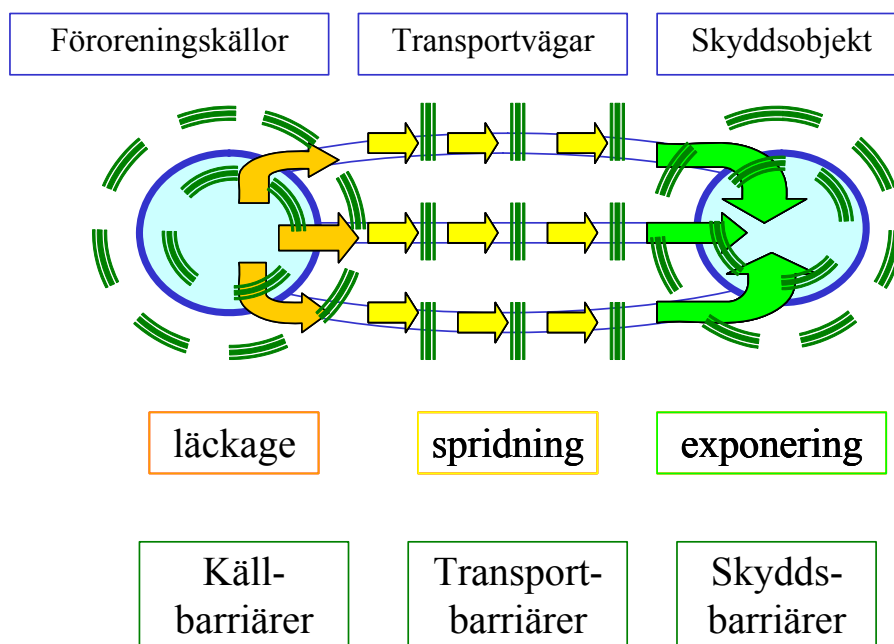 Föroreningskällor
Transportvägar
Skyddsobjekt
läckage
spridning
exponering
Käll-
barriärer
Transport-
barriärer
Skydds-
barriärer